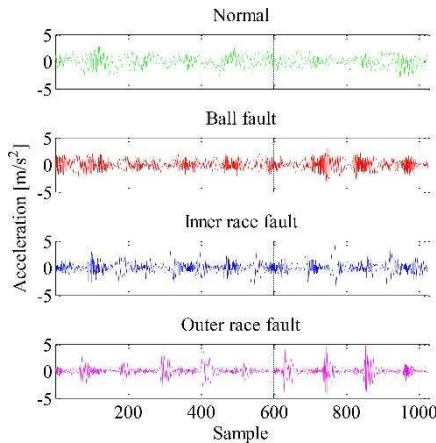 Normal
5
0
-5
Ball fault
5
0
-5
Inner race fault
5
0
-5
Outer race fault
5
0
-5
200 400 600 800 1000
Sample
Acceleration [m/s²]